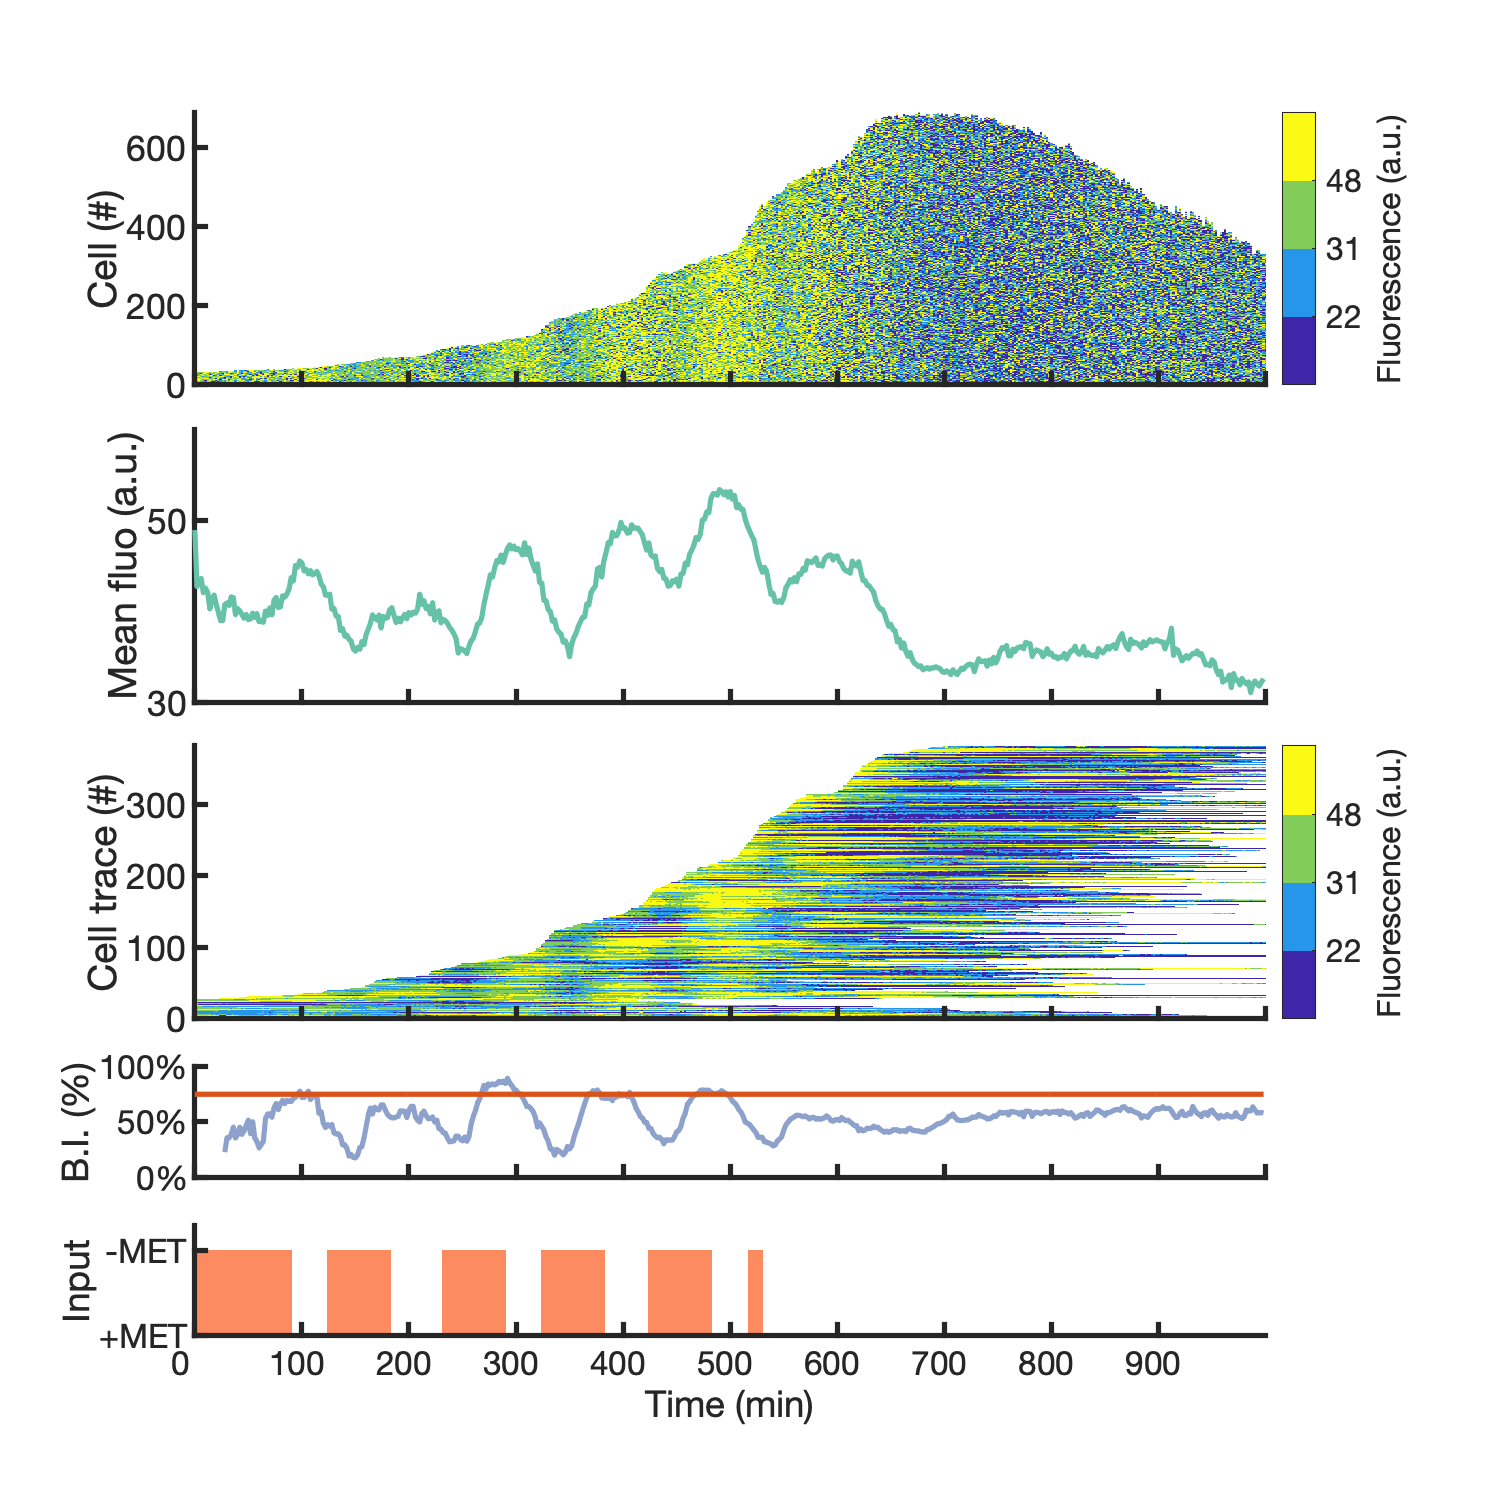 Cell (#)
600
400
200
0
48
31
22
Fluorescence (a.u.)
Mean fluo (a.u.)
50
30
Cell trace (#)
300
200
100
0
48
31
22
Fluorescence (a.u.)
B.I. (%)
100%
50%
0%
Input
-MET
+MET
0 100 200 300 400 500 600 700 800 900
Time (min)